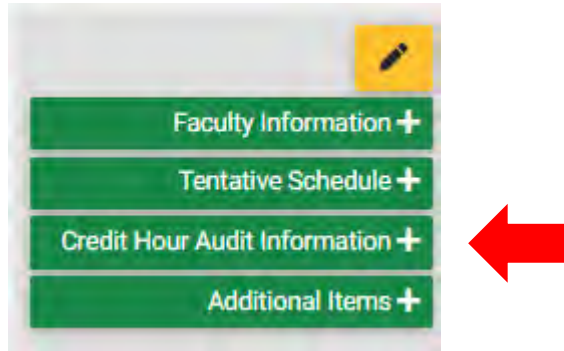 Faculty Information +
Tentative Schedule +
Credit Hour Audit Information +
Additional Items +